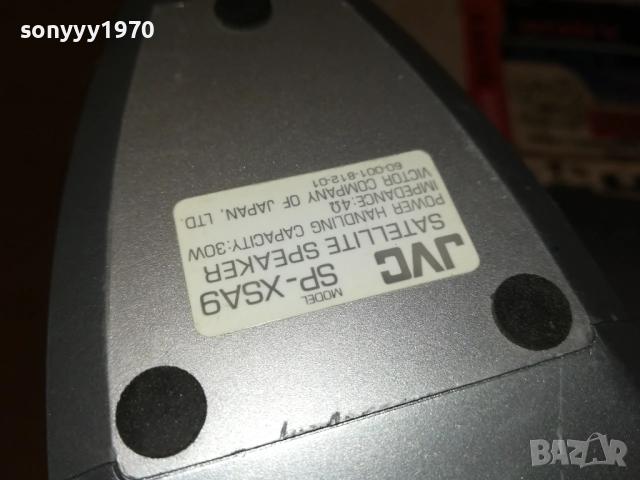 sonyyy1970
JVC MODEL SP-XSA9
SATELLITE SPEAKER
POWER HANDLING CAPACITY:30W
IMPEDANCE:4Ω
VICTOR COMPANY OF JAPAN, LTD.
60-001-812-01
BAZAR